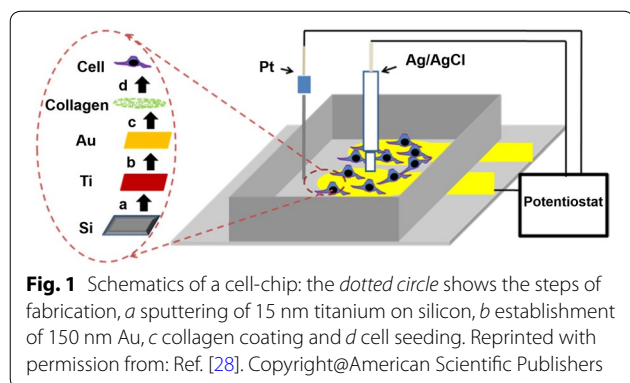 Cell
d
Collagen
c
Au
b
Ti
a
Si
Pt
Ag/AgCl
Potentiostat
Fig. 1 Schematics of a cell-chip: the dotted circle shows the steps of
fabrication, a sputtering of 15 nm titanium on silicon, b establishment
of 150 nm Au, c collagen coating and d cell seeding. Reprinted with
permission from: Ref. [28]. Copyright@American Scientific Publishers